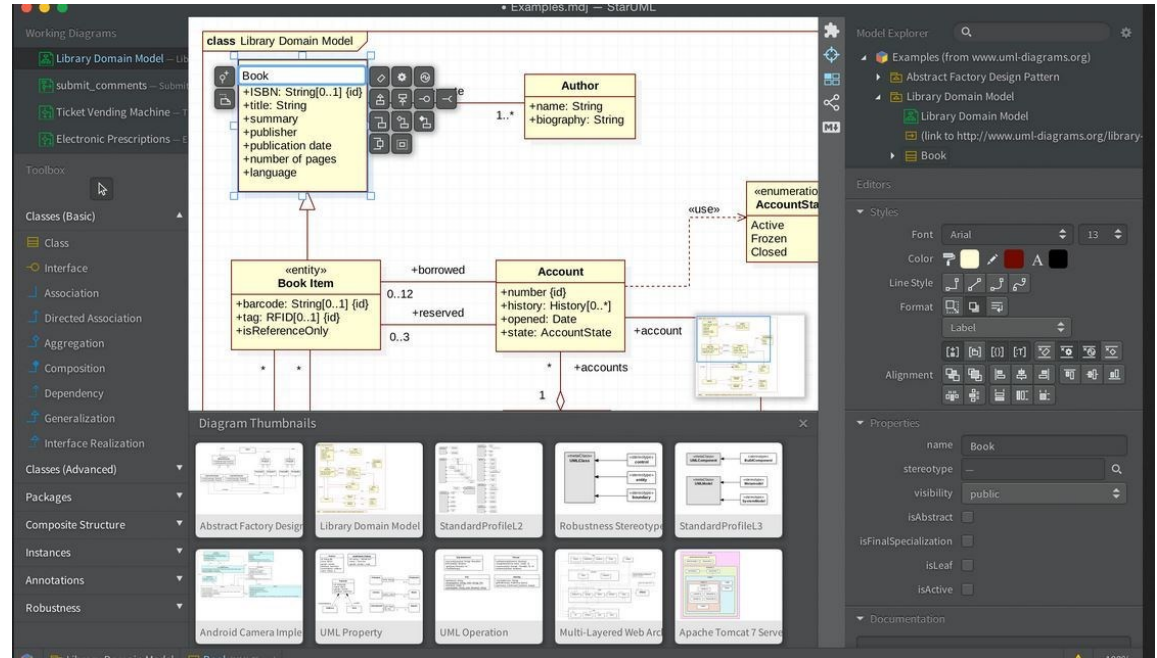 Examples.mdj — StarUML
Working Diagrams
Library Domain Model — Lib
submit_comments — Submit
Ticket Vending Machine — T
Electronic Prescriptions — E
Toolbox
Classes (Basic)
Class
Interface
Association
Directed Association
Aggregation
Composition
Dependency
Generalization
Interface Realization
Classes (Advanced)
Packages
Composite Structure
Instances
Annotations
Robustness
class Library Domain Model
Book
+ISBN: String[0..1] {id}
+title: String
+summary
+publisher
+publication date
+number of pages
+language
1..*
Author
+name: String
+biography: String
«use»
«enumeratio
AccountSta
Active
Frozen
Closed
«entity»
Book Item
+barcode: String[0..1] {id}
+tag: RFID[0..1] {id}
+isReferenceOnly
+borrowed
0..12
+reserved
0..3
Account
+number {id}
+history: History[0..*]
+opened: Date
+state: AccountState
+account
* *
* +accounts
1
Diagram Thumbnails
Abstract Factory Design
Library Domain Model
StandardProfileL2
Robustness Stereotype
StandardProfileL3
Android Camera Imple
UML Property
UML Operation
Multi-Layered Web Arch
Apache Tomcat 7 Serve
Model Explorer
Examples (from www.uml-diagrams.org)
Abstract Factory Design Pattern
Library Domain Model
Library Domain Model
(link to http://www.uml-diagrams.org/library-
Book
Editors
Styles
Font Arial 13
Color A
Line Style
Format
Label
Alignment
Properties
name Book
stereotype —
visibility public
isAbstract
isFinalSpecialization
isLeaf
isActive
Documentation